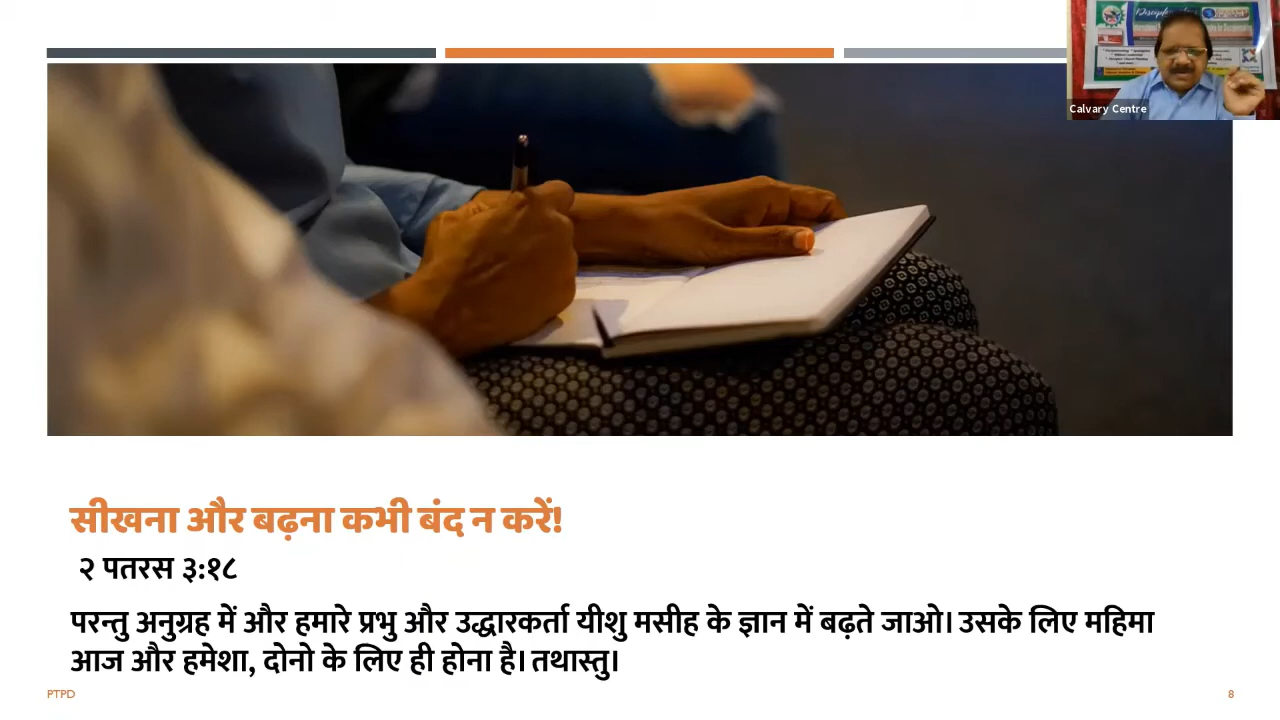 Calvary Centre
सीखना और बढ़ना कभी बंद न करें!
२ पतरस ३:१८
परन्तु अनुग्रह में और हमारे प्रभु और उद्धारकर्ता यीशु मसीह के ज्ञान में बढ़ते जाओ। उसके लिए महिमा
आज और हमेशा, दोनो के लिए ही होना है। तथास्तु।
PTPD
8